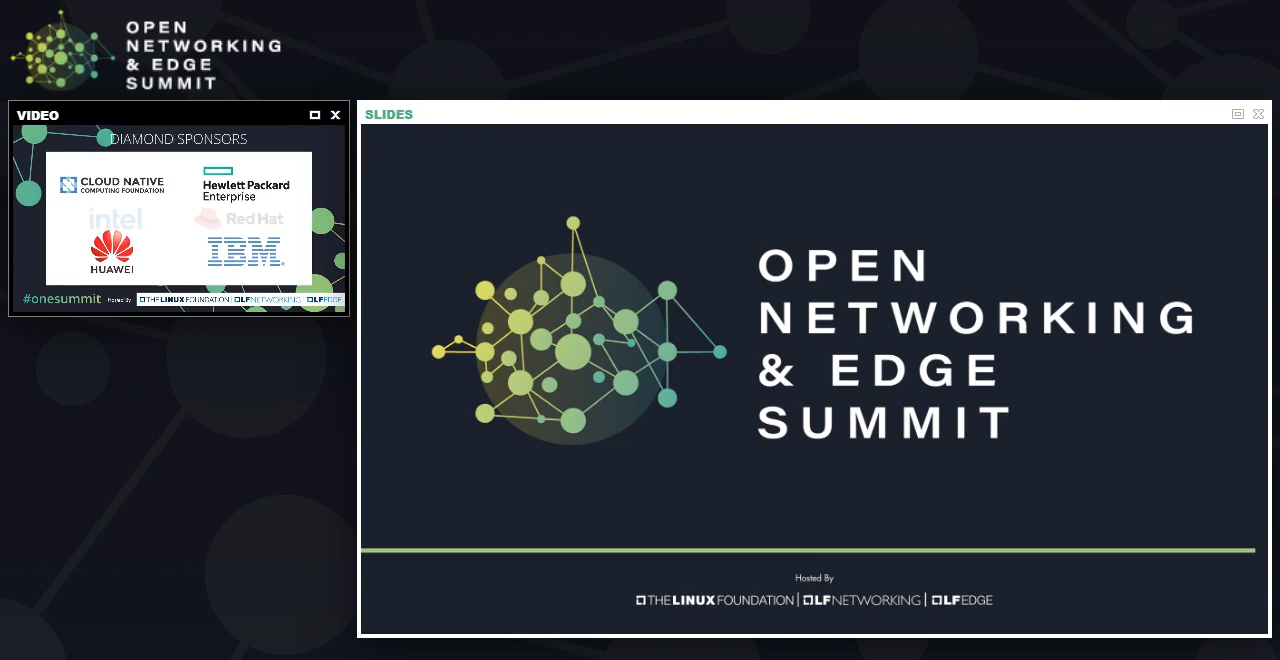 OPEN
NETWORKING
& EDGE
SUMMIT
VIDEO
DIAMOND SPONSORS
CLOUD NATIVE
COMPUTING FOUNDATION
Hewlett Packard
Enterprise
intel.
Red Hat
HUAWEI
IBM®
#onesummit Hosted By THE LINUX FOUNDATION | LF NETWORKING | LF EDGE
SLIDES
OPEN
NETWORKING
& EDGE
SUMMIT
Hosted By
THE LINUX FOUNDATION | LF NETWORKING | LF EDGE